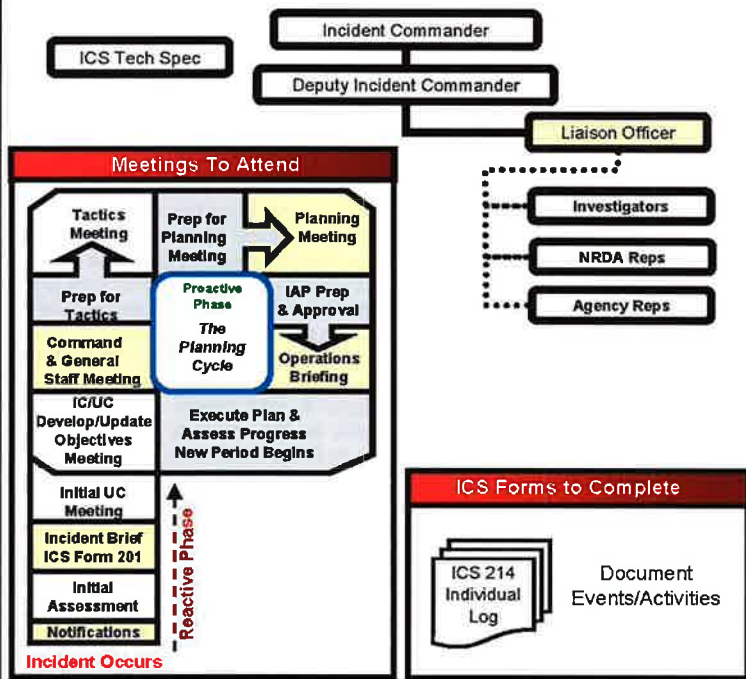 Incident Commander
ICS Tech Spec
Deputy Incident Commander
Liaison Officer
Investigators
NRDA Reps
Agency Reps
Meetings To Attend
Tactics
Meeting
Prep for
Planning
Meeting
Planning
Meeting
Prep for
Tactics
Proactive
Phase
The
Planning
Cycle
IAP Prep
& Approval
Command
& General
Staff Meeting
Operations
Briefing
IC/UC
Develop/Update
Objectives
Meeting
Execute Plan &
Assess Progress
New Period Begins
Initial UC
Meeting
Incident Brief
ICS Form 201
Initial
Assessment
Notifications
Reactive Phase
Incident Occurs
ICS Forms to Complete
ICS 214
Individual
Log
Document
Events/Activities